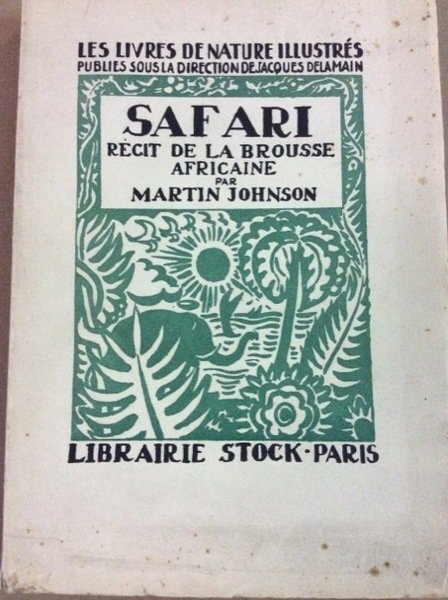 LES LIVRES DE NATURE ILLUSTRÉS
PUBLIES SOUS LA DIRECTION DE JACQUES DELAMAIN
SAFARI
RÉCIT DE LA BROUSSE
AFRICAINE
PAR
MARTIN JOHNSON
LIBRAIRIE STOCK·PARIS